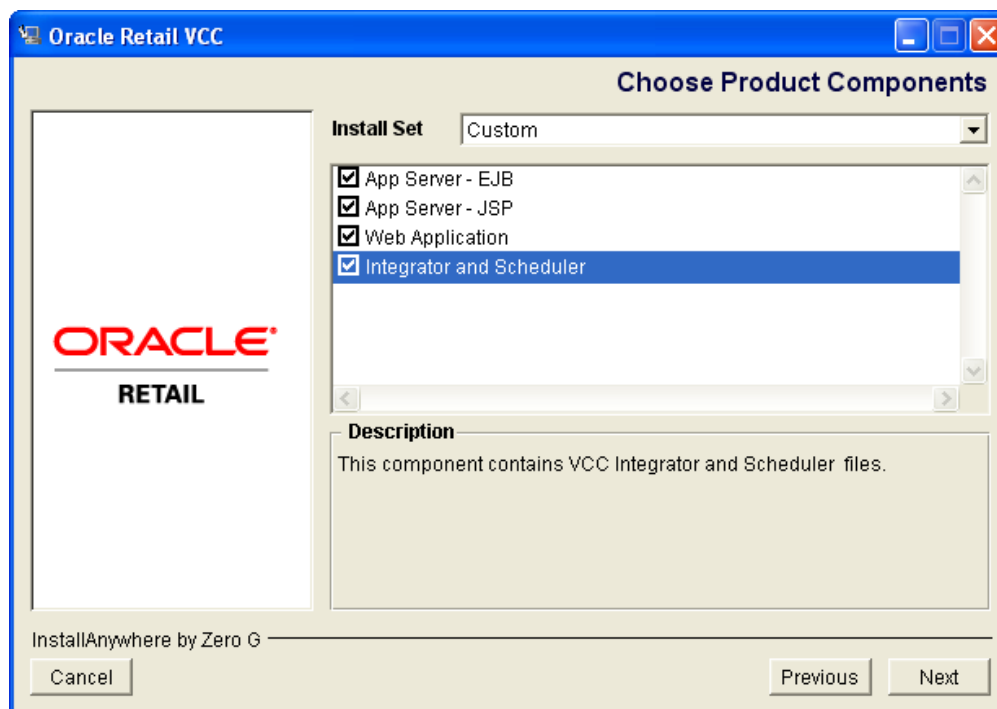 Oracle Retail VCC
Choose Product Components
Install Set
Custom
App Server - EJB
App Server - JSP
Web Application
Integrator and Scheduler
ORACLE
RETAIL
Description
This component contains VCC Integrator and Scheduler files.
InstallAnywhere by Zero G
Cancel
Previous
Next